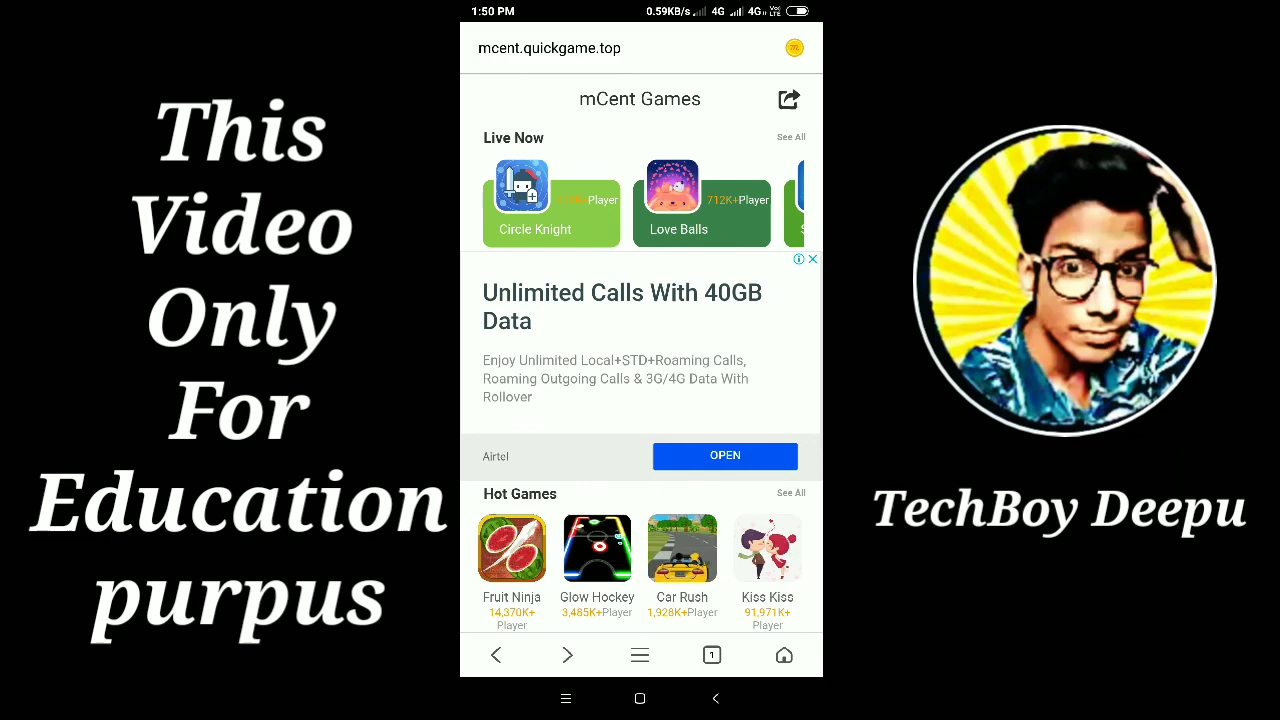 This
Video
Only
For
Education
purpus
1:50 PM 0.59KB/s 4G 4G Vo) LTE
mcent.quickgame.top
mCent Games
Live Now See All
Player 712K+Player
Circle Knight Love Balls
Unlimited Calls With 40GB
Data
Enjoy Unlimited Local+STD+Roaming Calls,
Roaming Outgoing Calls & 3G/4G Data With
Rollover
Airtel OPEN
Hot Games See All
Fruit Ninja Glow Hockey Car Rush Kiss Kiss
14,370K+ 3,485K+Player 1,928K+Player 91,971K+
Player Player
1
TechBoy Deepu